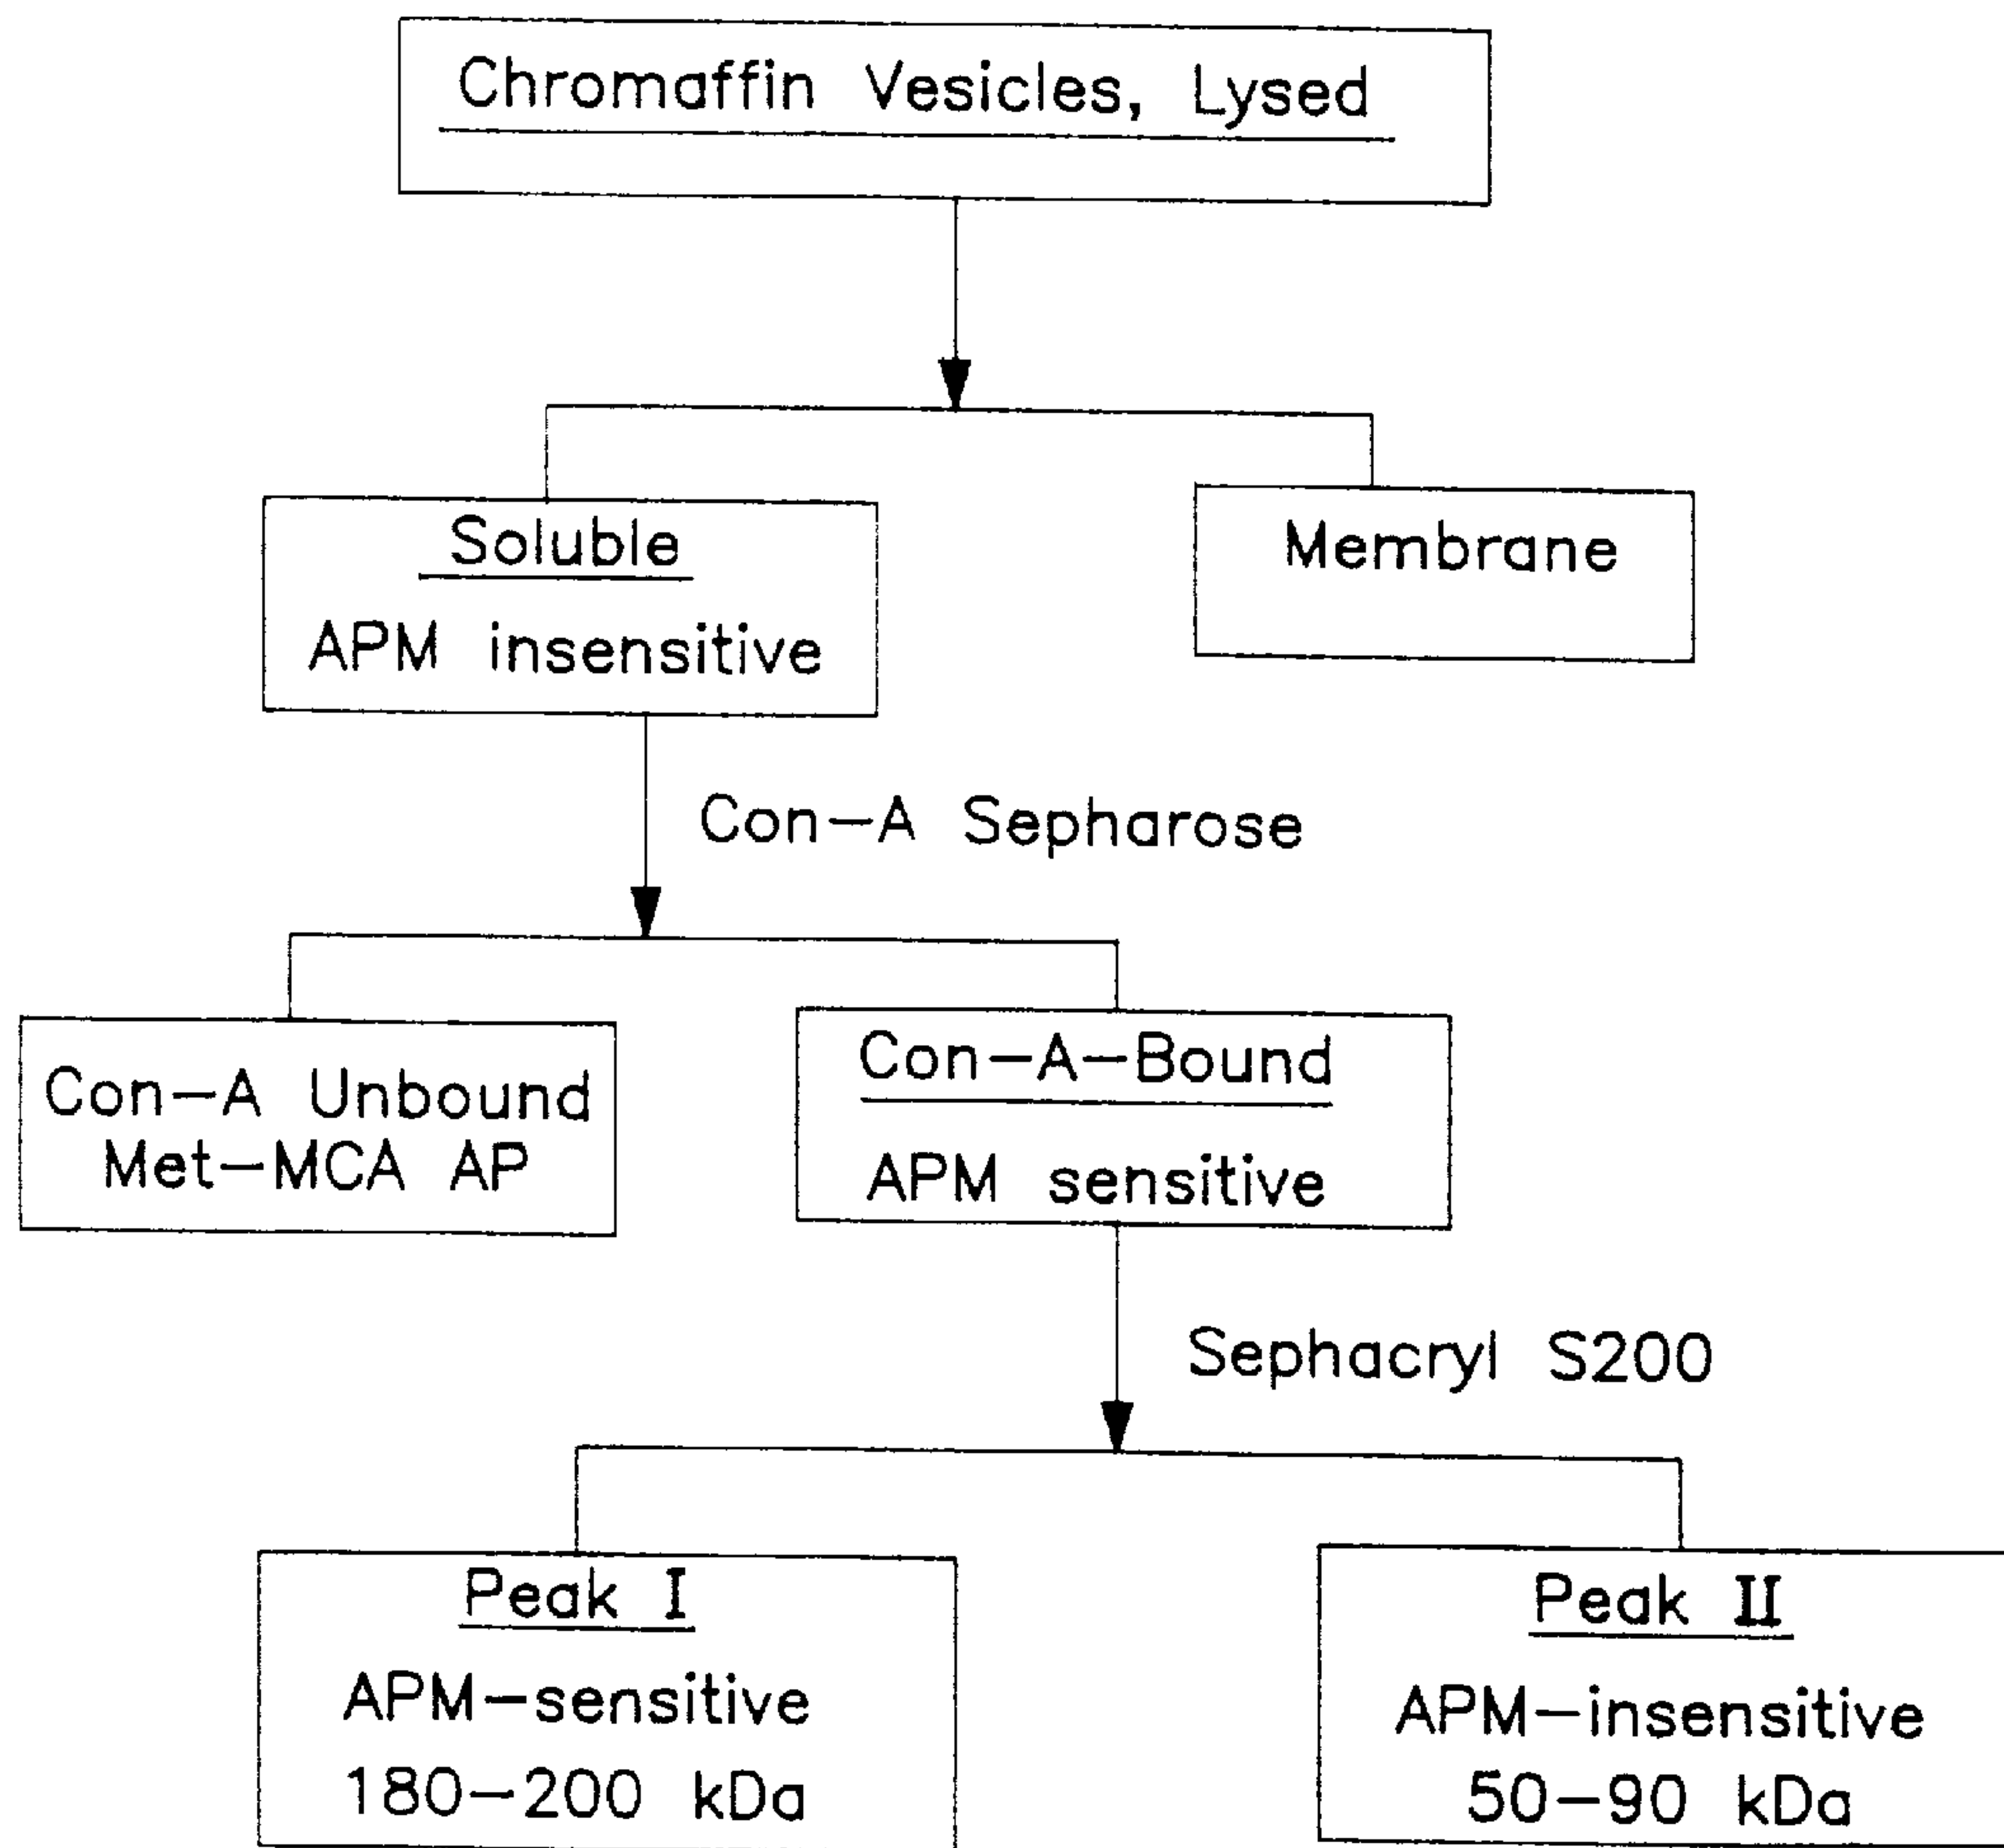 Chromaffin Vesicles, Lysed
Soluble
APM insensitive
Membrane
Con-A Sepharose
Con-A Unbound
Met-MCA AP
Con-A-Bound
APM sensitive
Sephacryl S200
Peak I
APM-sensitive
180-200 kDa
Peak II
APM-insensitive
50-90 kDa